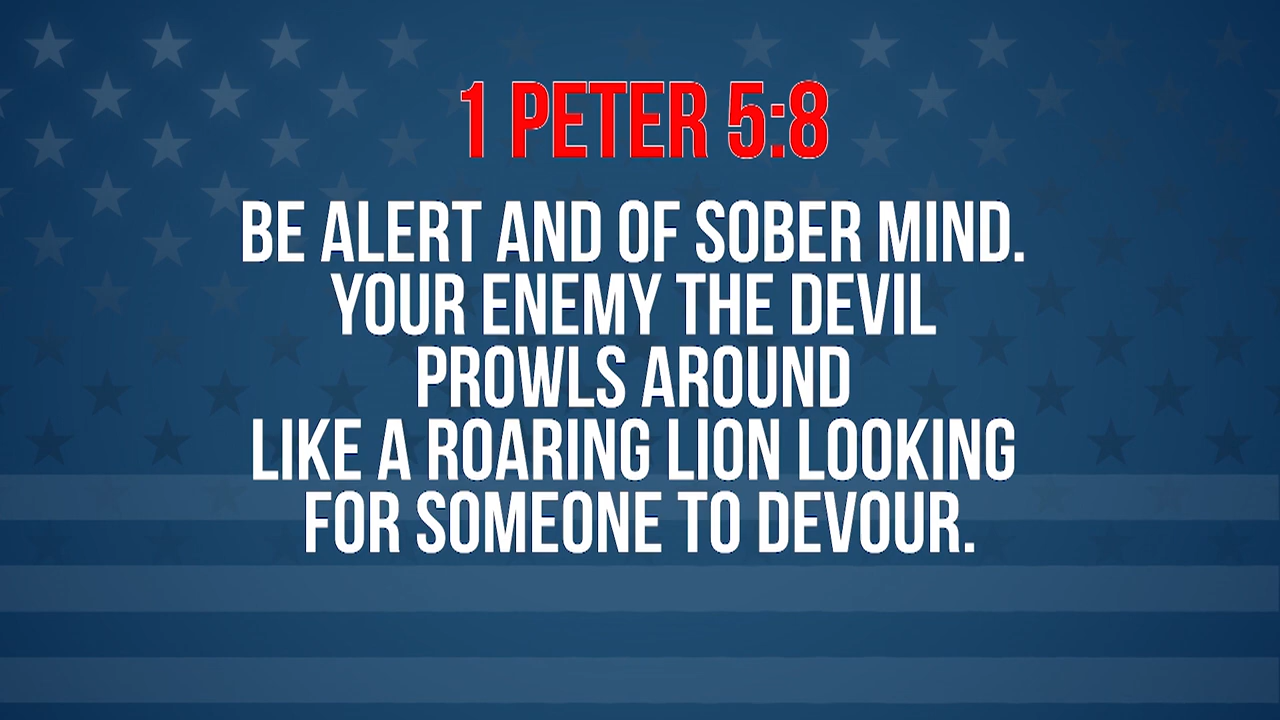 1 PETER 5:8
BE ALERT AND OF SOBER MIND.
YOUR ENEMY THE DEVIL
PROWLS AROUND
LIKE A ROARING LION LOOKING
FOR SOMEONE TO DEVOUR.